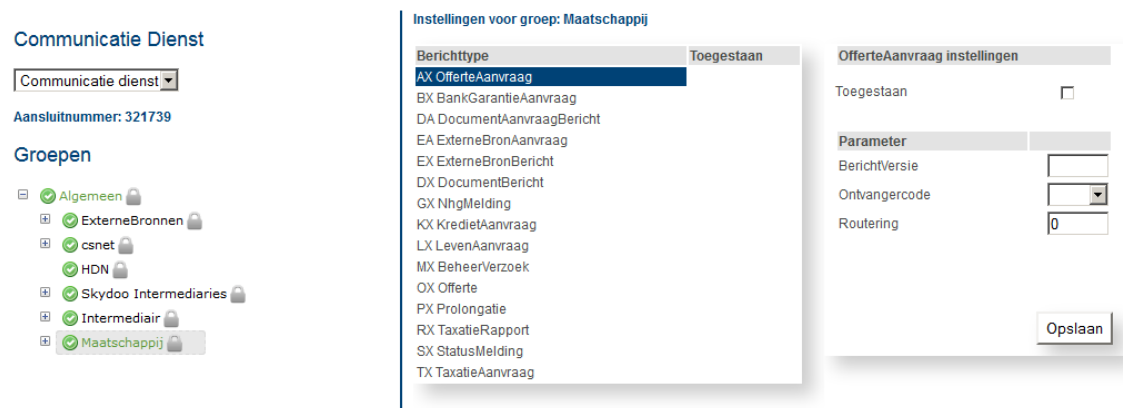 Communicatie Dienst
Communicatie dienst
Aansluitnummer: 321739
Groepen
Algemeen
ExterneBronnen
csnet
HDN
Skydoo Intermediaries
Intermediair
Maatschappij
Instellingen voor groep: Maatschappij
Berichttype Toegestaan
AX OfferteAanvraag
BX BankGarantieAanvraag
DA DocumentAanvraagBericht
EA ExterneBronAanvraag
EX ExterneBronBericht
DX DocumentBericht
GX NhgMelding
KX KredietAanvraag
LX LevenAanvraag
MX BeheerVerzoek
OX Offerte
PX Prolongatie
RX TaxatieRapport
SX StatusMelding
TX TaxatieAanvraag
OfferteAanvraag instellingen
Toegestaan
Parameter
BerichtVersie
Ontvangercode
Routering 0
Opslaan